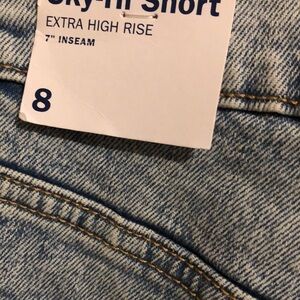 Sky-Hi Short
EXTRA HIGH RISE
7" INSEAM
8